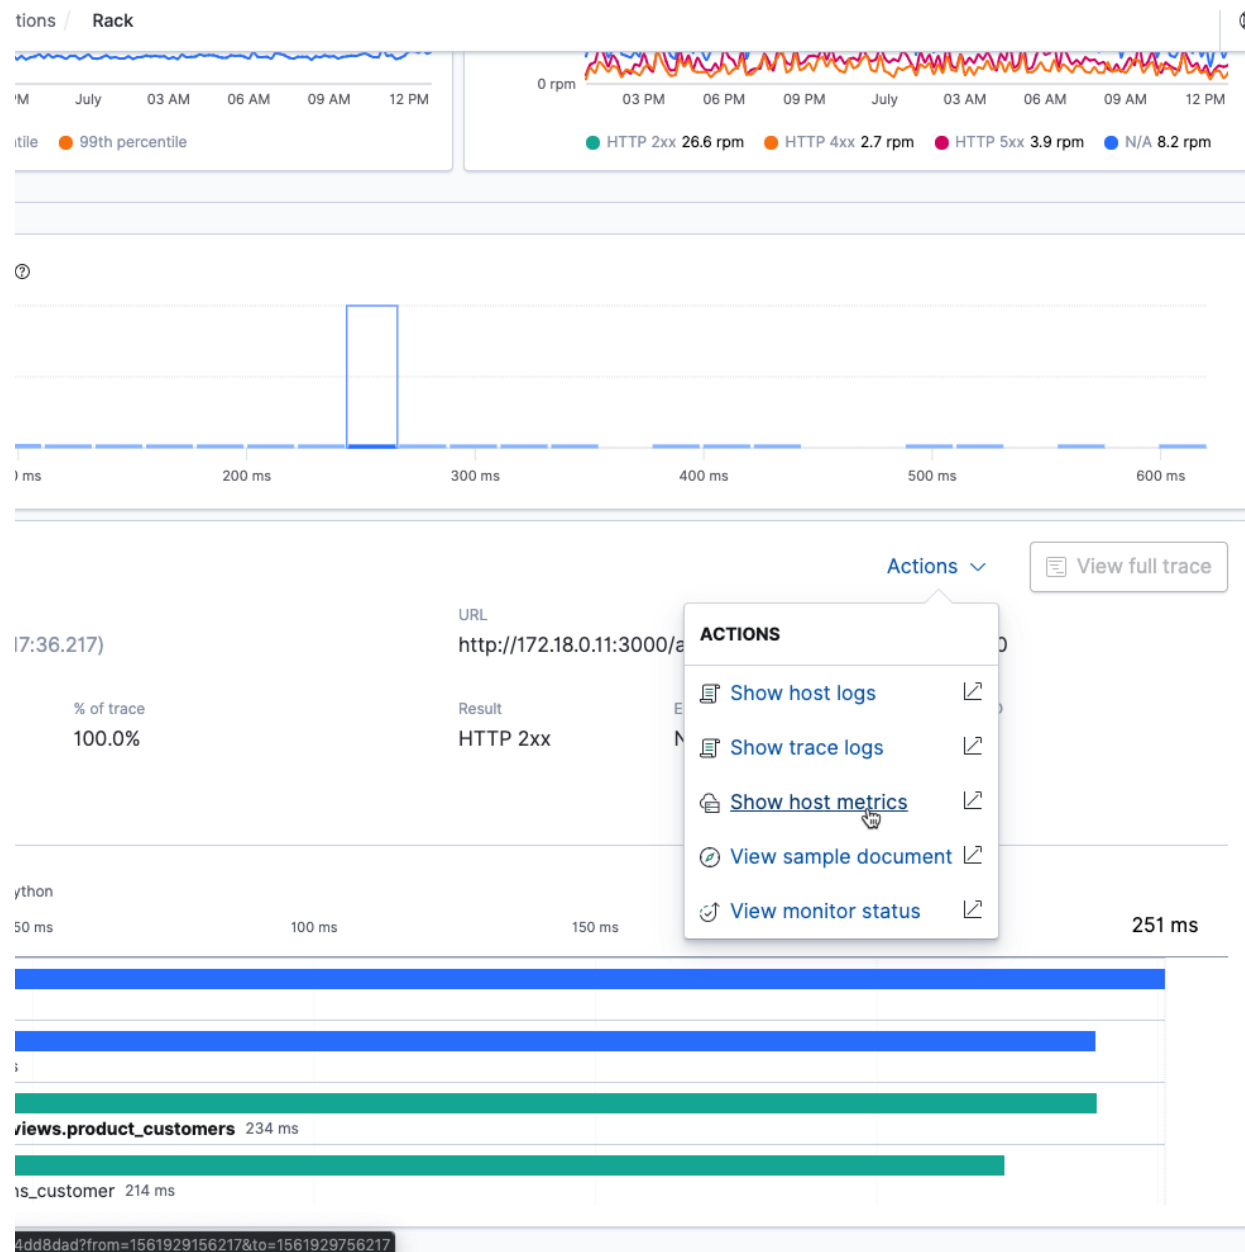 tions / Rack
0 rpm
PM July 03 AM 06 AM 09 AM 12 PM
03 PM 06 PM 09 PM July 03 AM 06 AM 09 AM 12 PM
tile 99th percentile
HTTP 2xx 26.6 rpm HTTP 4xx 2.7 rpm HTTP 5xx 3.9 rpm N/A 8.2 rpm
ms 200 ms 300 ms 400 ms 500 ms 600 ms
Actions View full trace
URL
17:36.217) http://172.18.0.11:3000/a 0
ACTIONS
% of trace Result E
100.0% HTTP 2xx N
Show host logs
Show trace logs
Show host metrics
View sample document
View monitor status
ython
50 ms 100 ms 150 ms 251 ms
s
views.product_customers 234 ms
ns_customer 214 ms
4dd8dad?from=1561929156217&to=1561929756217